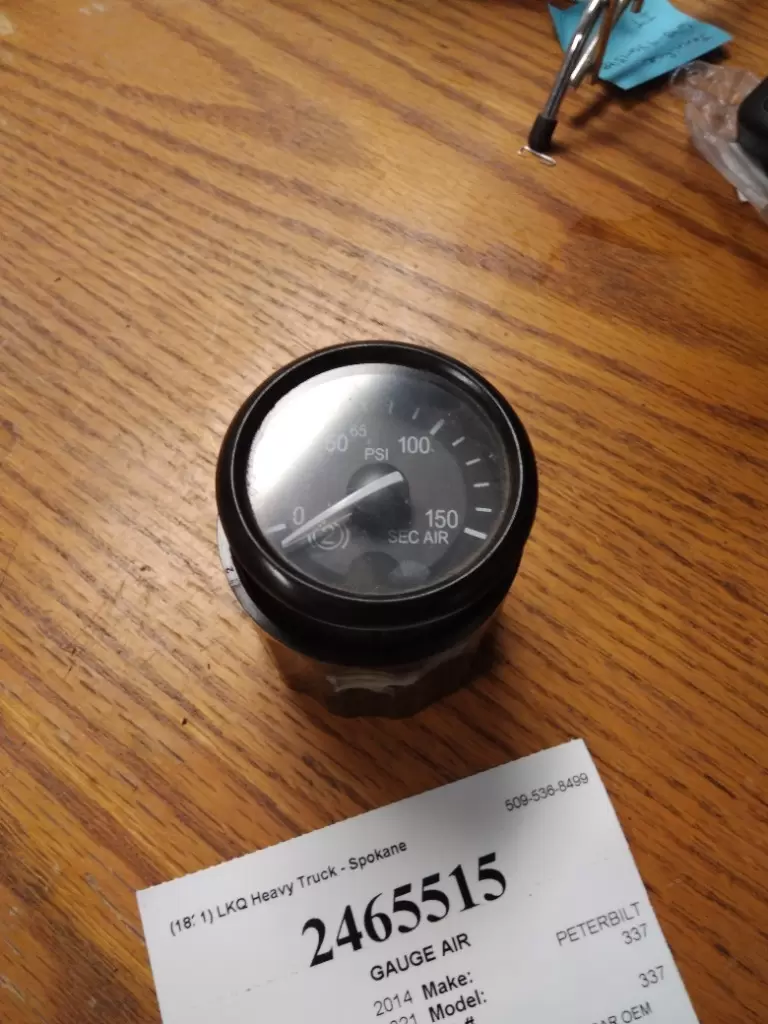 50 65 100
PSI
0
2
150
SEC AIR
509-536-8499
LKQ Heavy Truck - Spokane
2465515
GAUGE AIR
PETERBILT
2014 Make:
337
Model:
337
#
OEM